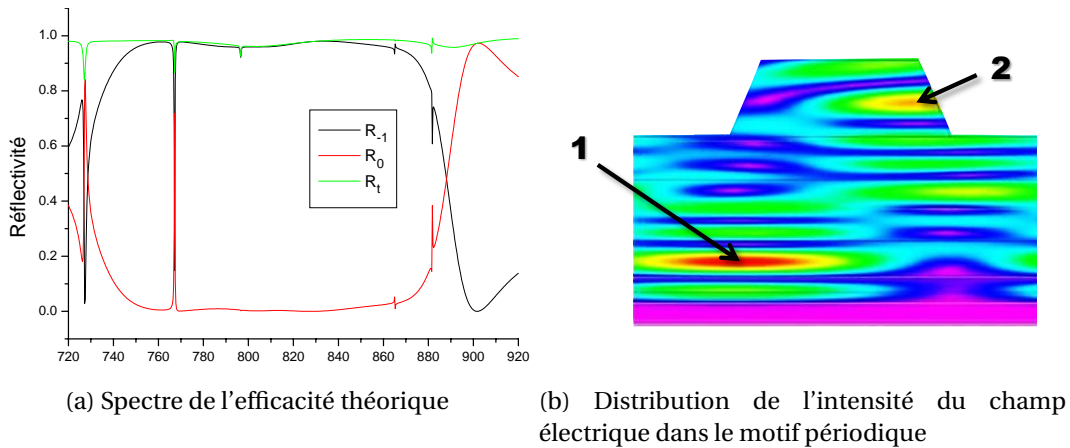 1.0
0.8
0.6
0.4
0.2
0.0
Réflectivité
R-1
R0
Rt
720 740 760 780 800 820 840 860 880 900 920
(a) Spectre de l'efficacité théorique
1
2
(b) Distribution de l'intensité du champ
électrique dans le motif périodique